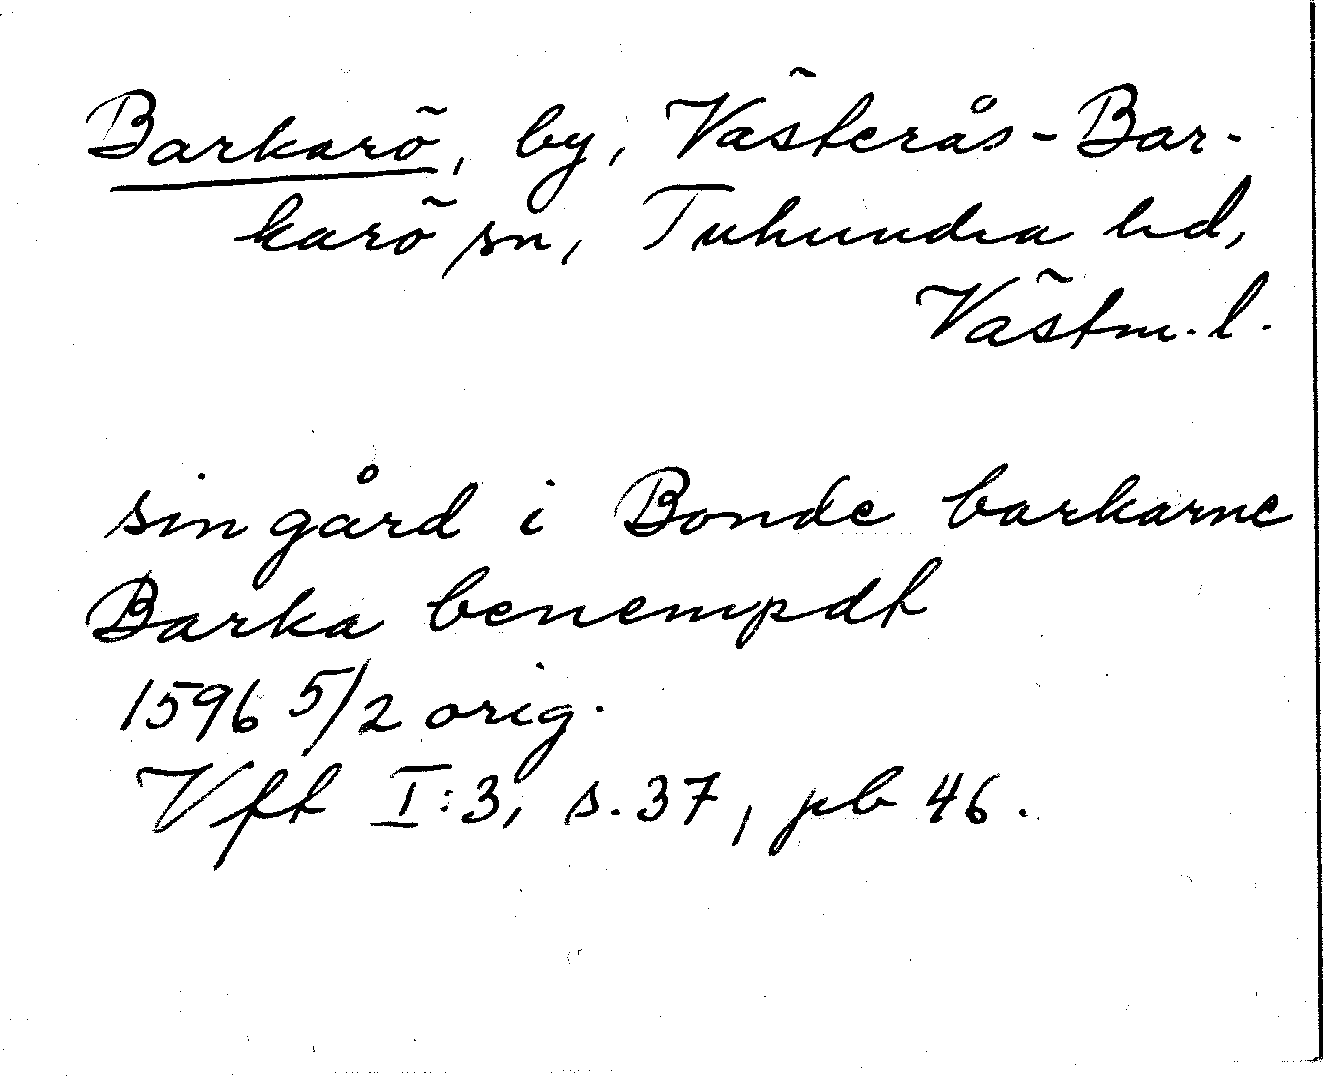 Barkarö, by, Västerås-Bar-
karö sn, Tuhundra hd,
Västm. l.
sin gård i Bonde barkarne
Barka benempdt
1596 5/2 orig.
Vft I:3, s. 37, pb 46.